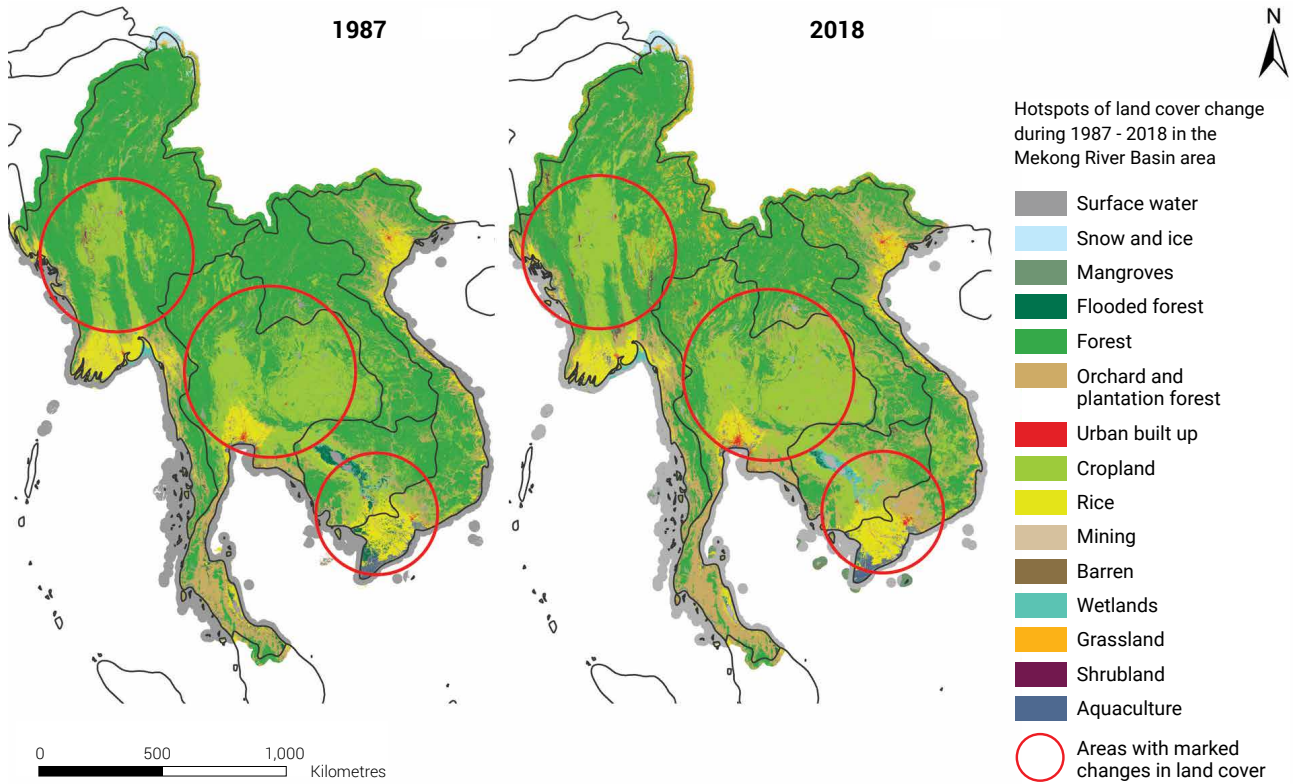 1987
2018
N
Hotspots of land cover change
during 1987 - 2018 in the
Mekong River Basin area
Surface water
Snow and ice
Mangroves
Flooded forest
Forest
Orchard and
plantation forest
Urban built up
Cropland
Rice
Mining
Barren
Wetlands
Grassland
Shrubland
Aquaculture
Areas with marked
changes in land cover
0 500 1,000
Kilometres